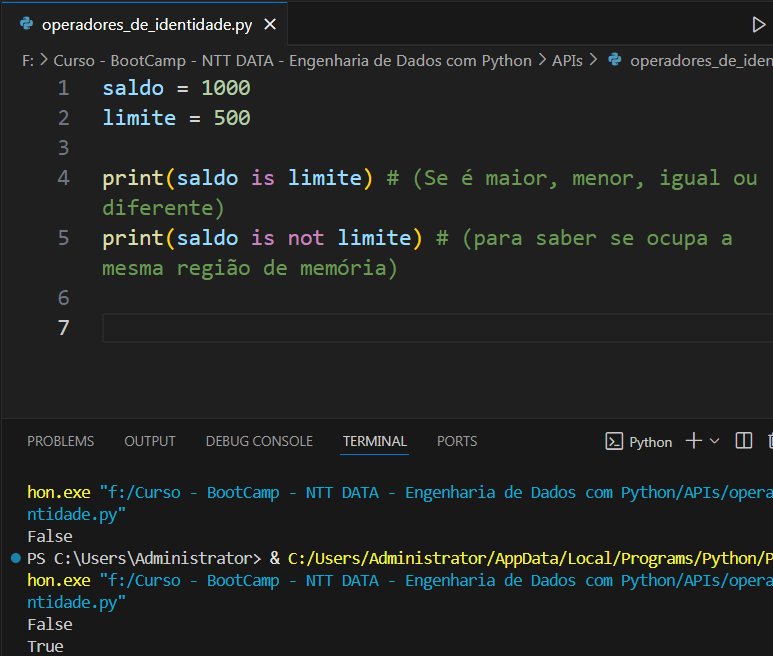 operadores_de_identidade.py ×
F: > Curso - BootCamp - NTT DATA - Engenharia de Dados com Python > APIs > operadores_de_iden
1 saldo = 1000
2 limite = 500
3
4 print(saldo is limite) # (Se é maior, menor, igual ou
diferente)
5 print(saldo is not limite) # (para saber se ocupa a
mesma região de memória)
6
7
PROBLEMS OUTPUT DEBUG CONSOLE TERMINAL PORTS Python
hon.exe "f:/Curso - BootCamp - NTT DATA - Engenharia de Dados com Python/APIs/opera
ntidade.py"
False
PS C:\Users\Administrator> & C:/Users/Administrator/AppData/Local/Programs/Python/P
hon.exe "f:/Curso - BootCamp - NTT DATA - Engenharia de Dados com Python/APIs/opera
ntidade.py"
False
True